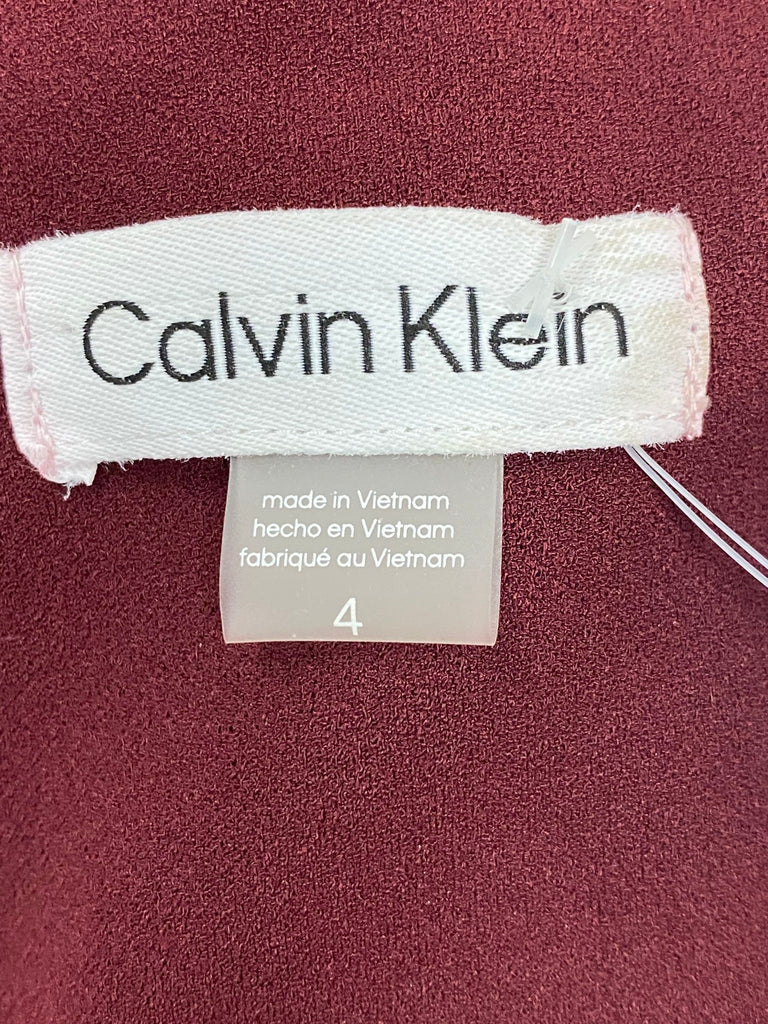 Calvin Klein
made in Vietnam
hecho en Vietnam
fabriqué au Vietnam
4